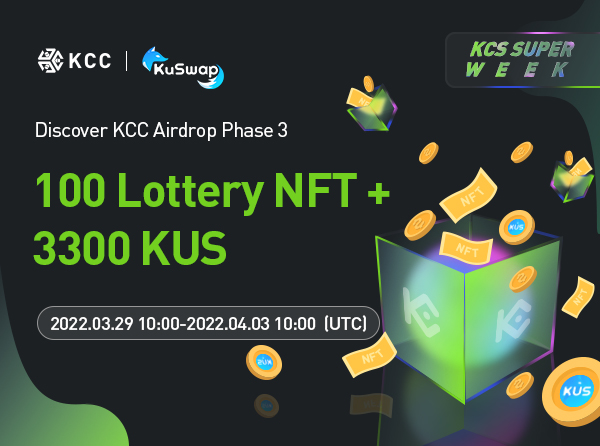 KCC
KuSwap
KCS SUPER
WEEK
Discover KCC Airdrop Phase 3
100 Lottery NFT +
3300 KUS
2022.03.29 10:00-2022.04.03 10:00 (UTC)
NFT
NFT
KUS
NFT
NFT
KUS
KUS